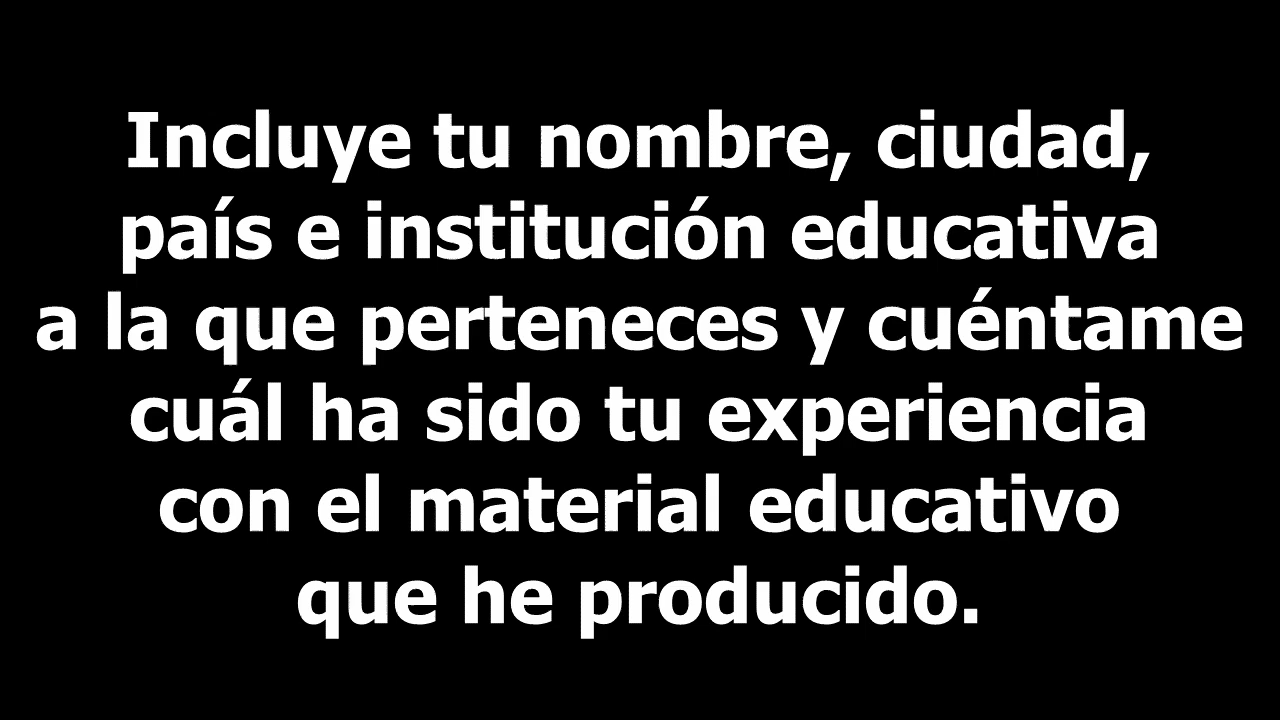 Incluye tu nombre, ciudad,
país e institución educativa
a la que perteneces y cuéntame
cuál ha sido tu experiencia
con el material educativo
que he producido.